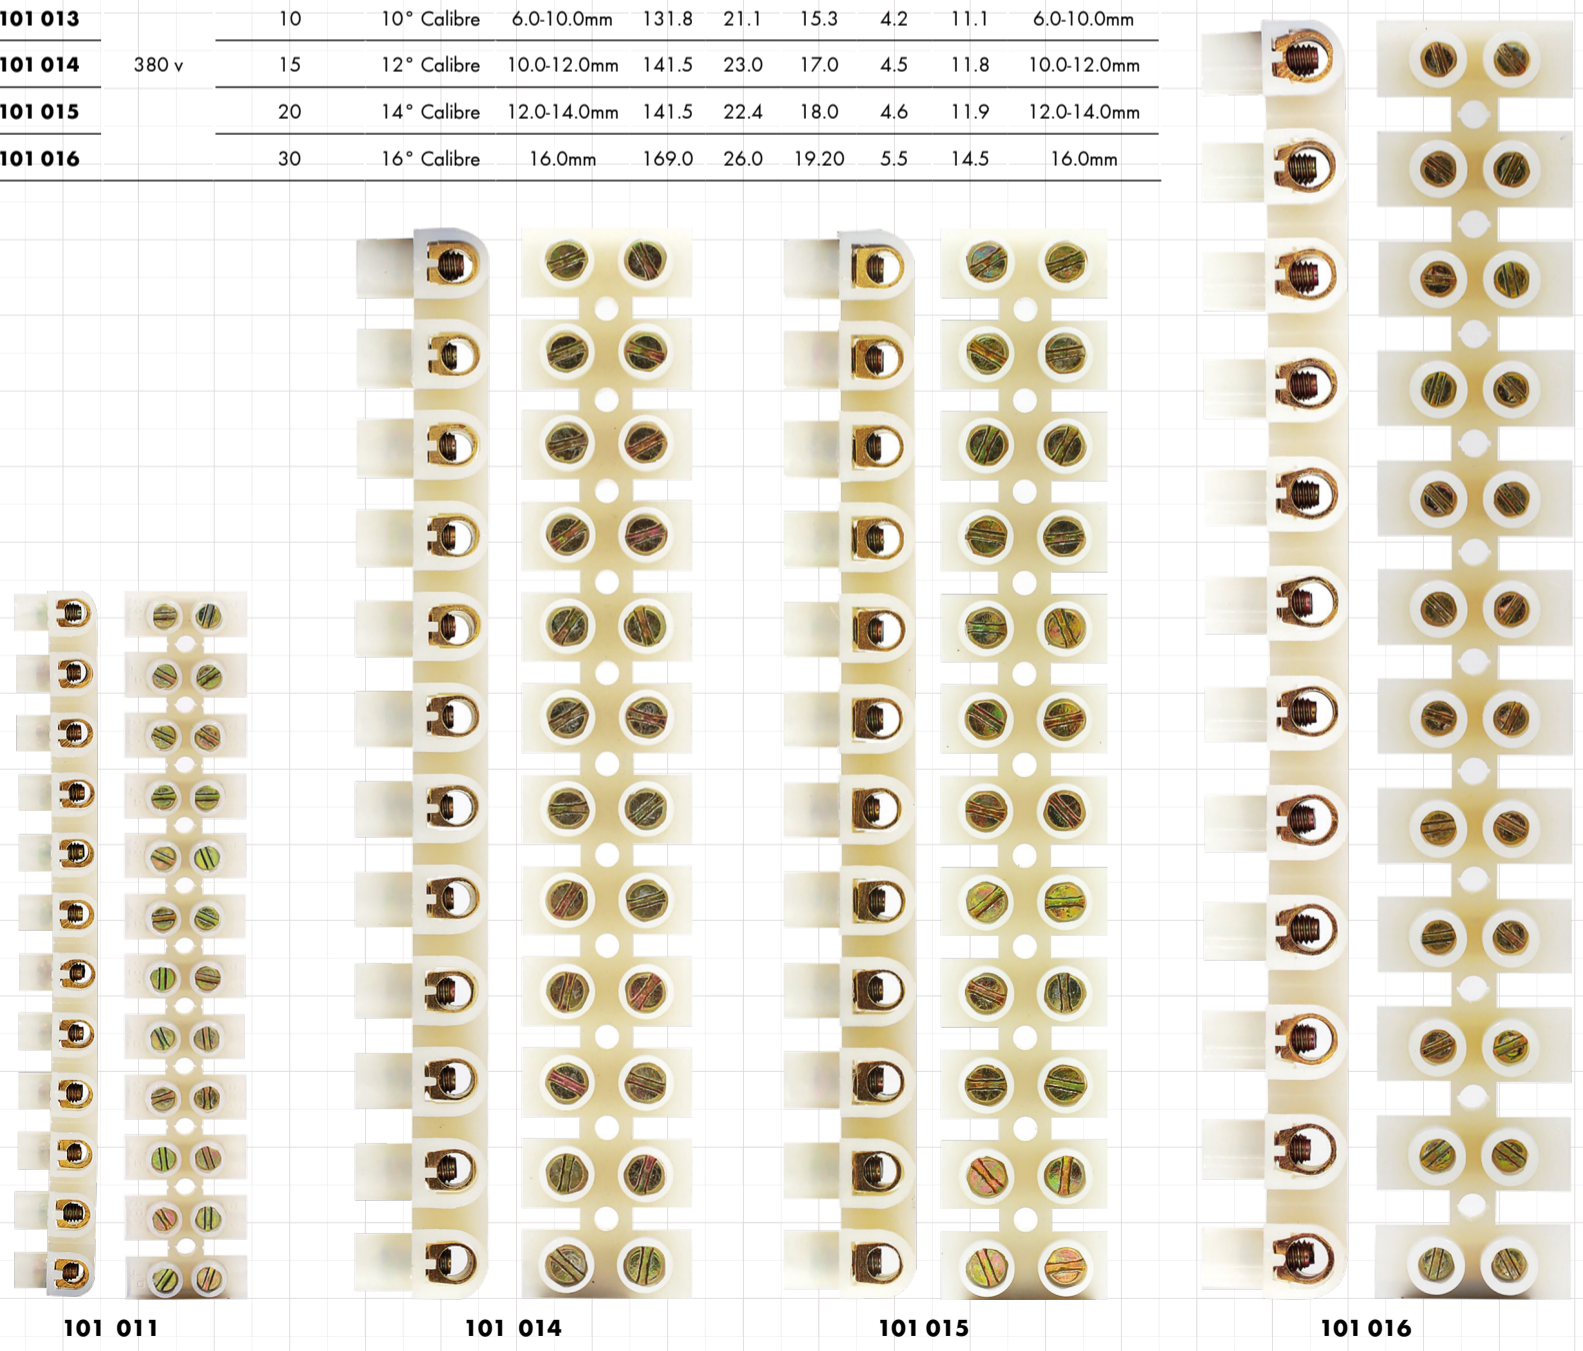 101 013 10 10° Calibre 6.0-10.0mm 131.8 21.1 15.3 4.2 11.1 6.0-10.0mm
101 014 380 v 15 12° Calibre 10.0-12.0mm 141.5 23.0 17.0 4.5 11.8 10.0-12.0mm
101 015 20 14° Calibre 12.0-14.0mm 141.5 22.4 18.0 4.6 11.9 12.0-14.0mm
101 016 30 16° Calibre 16.0mm 169.0 26.0 19.20 5.5 14.5 16.0mm
101 011 101 014 101 015 101 016